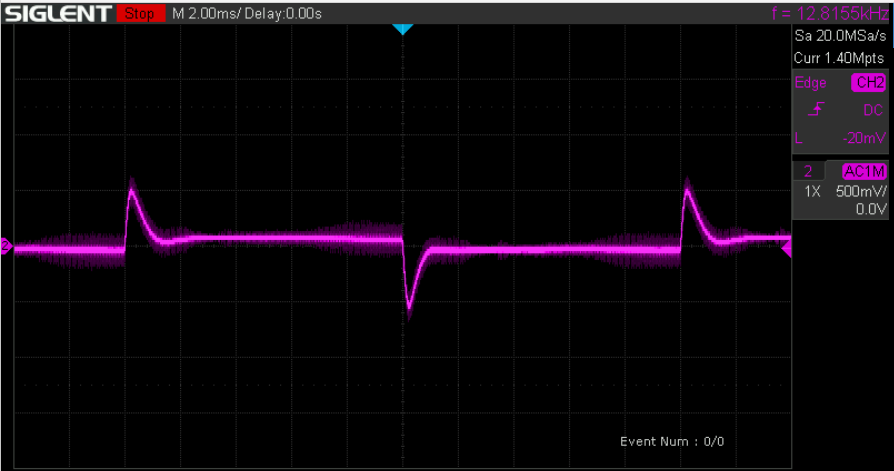 SIGLENT Stop M 2.00ms/ Delay:0.00s f = 12.8155kHz
Sa 20.0MSa/s
Curr 1.40Mpts
Edge CH2
DC
L -20mV
2 AC1M
1X 500mV/
0.0V
2
Event Num : 0/0